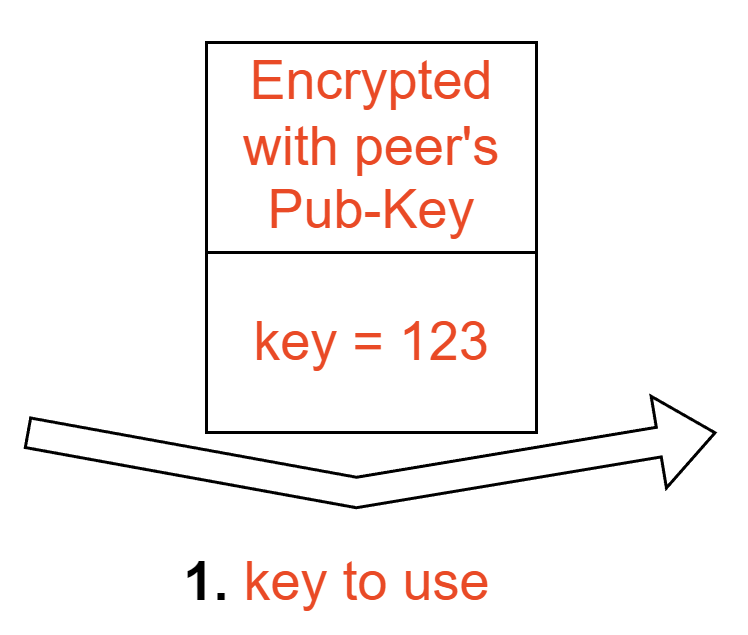 Encrypted
with peer's
Pub-Key
key = 123
1. key to use